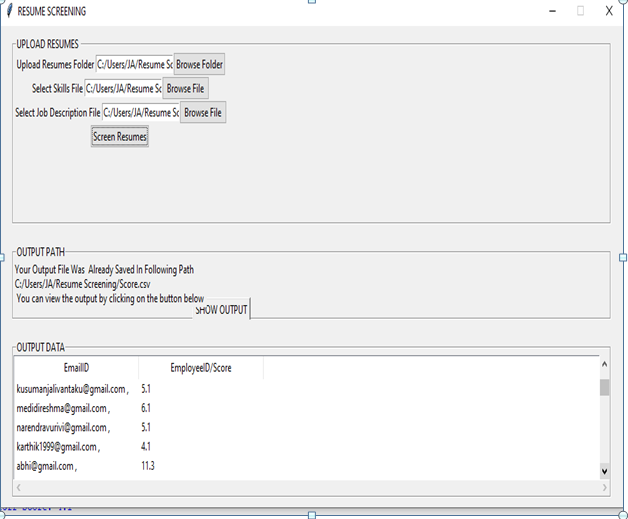 RESUME SCREENING
UPLOAD RESUMES
Upload Resumes Folder C:/Users/JA/Resume Sc Browse Folder
Select Skills File C:/Users/JA/Resume Sc Browse File
Select Job Description File C:/Users/JA/Resume Sc Browse File
Screen Resumes
OUTPUT PATH
Your Output File Was Already Saved In Following Path
C:/Users/JA/Resume Screening/Score.csv
You can view the output by clicking on the button below
SHOW OUTPUT
OUTPUT DATA
EmailID EmployeeID/Score
kusumanjalivantaku@gmail.com , 5.1
medidireshma@gmail.com , 6.1
narendravurivi@gmail.com , 5.1
karthik1999@gmail.com , 4.1
abhi@gmail.com , 11.3